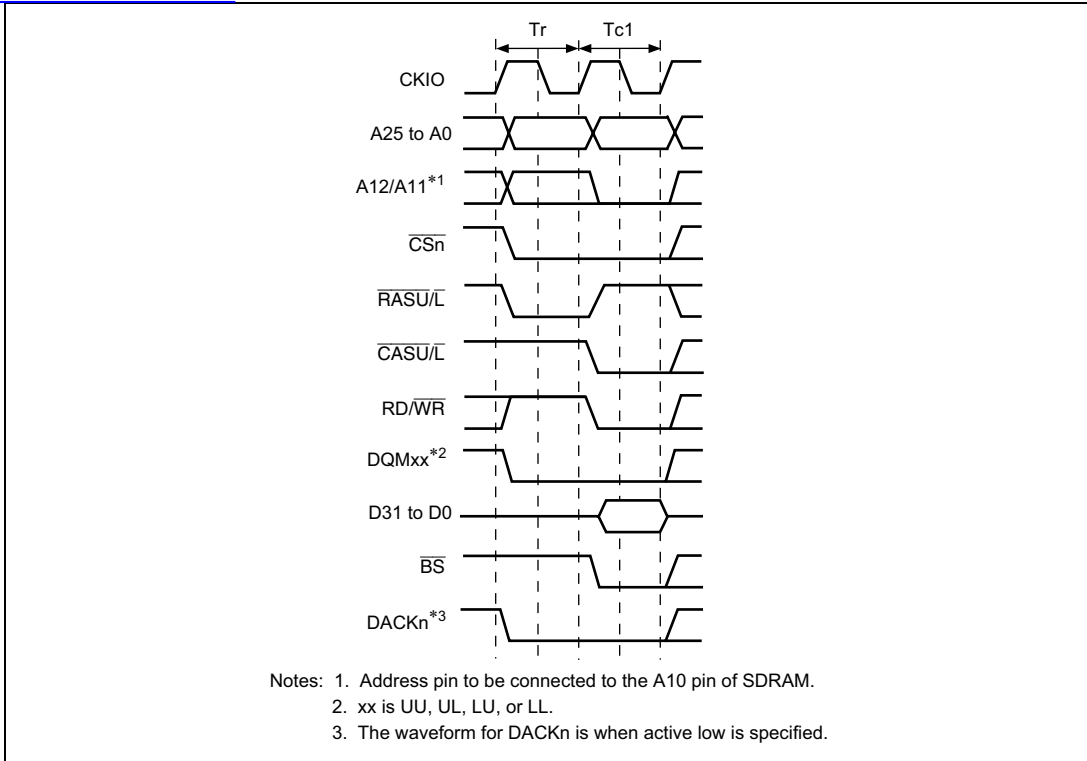 Tr Tc1
CKIO
A25 to A0
A12/A11*1
CSn
RASU/L
CASU/L
RD/WR
DQMxx*2
D31 to D0
BS
DACKn*3
Notes: 1. Address pin to be connected to the A10 pin of SDRAM.
2. xx is UU, UL, LU, or LL.
3. The waveform for DACKn is when active low is specified.